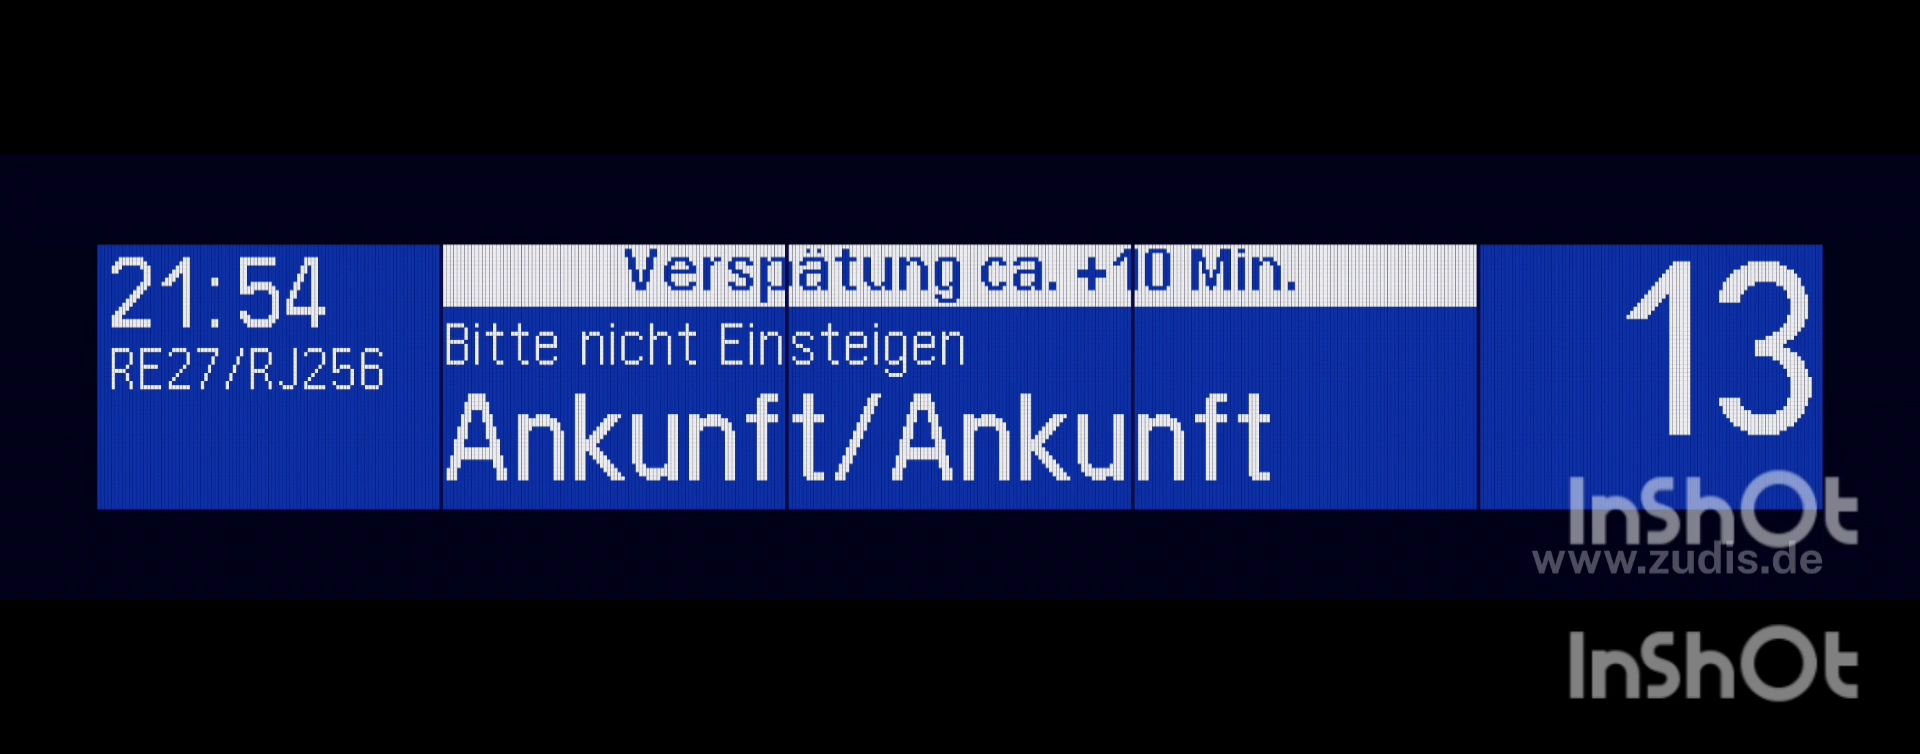 21:54
RE27/RJ256
Verspätung ca. +10 Min.
Bitte nicht Einsteigen
Ankunft/Ankunft
13
InShOt
www.zudis.de
InShOt